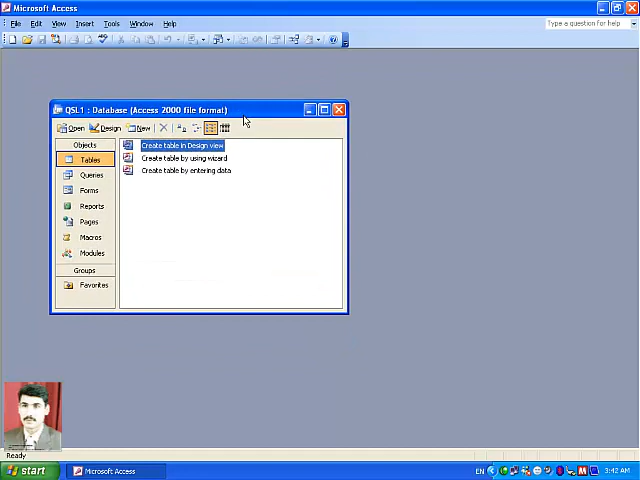 Microsoft Access
File Edit View Insert Tools Window Help
Type a question for help
QSL1 : Database (Access 2000 file format)
Open Design New
Objects
Tables
Queries
Forms
Reports
Pages
Macros
Modules
Groups
Favorites
Create table in Design view
Create table by using wizard
Create table by entering data
Ready
start
Microsoft Access
EN
3:42 AM